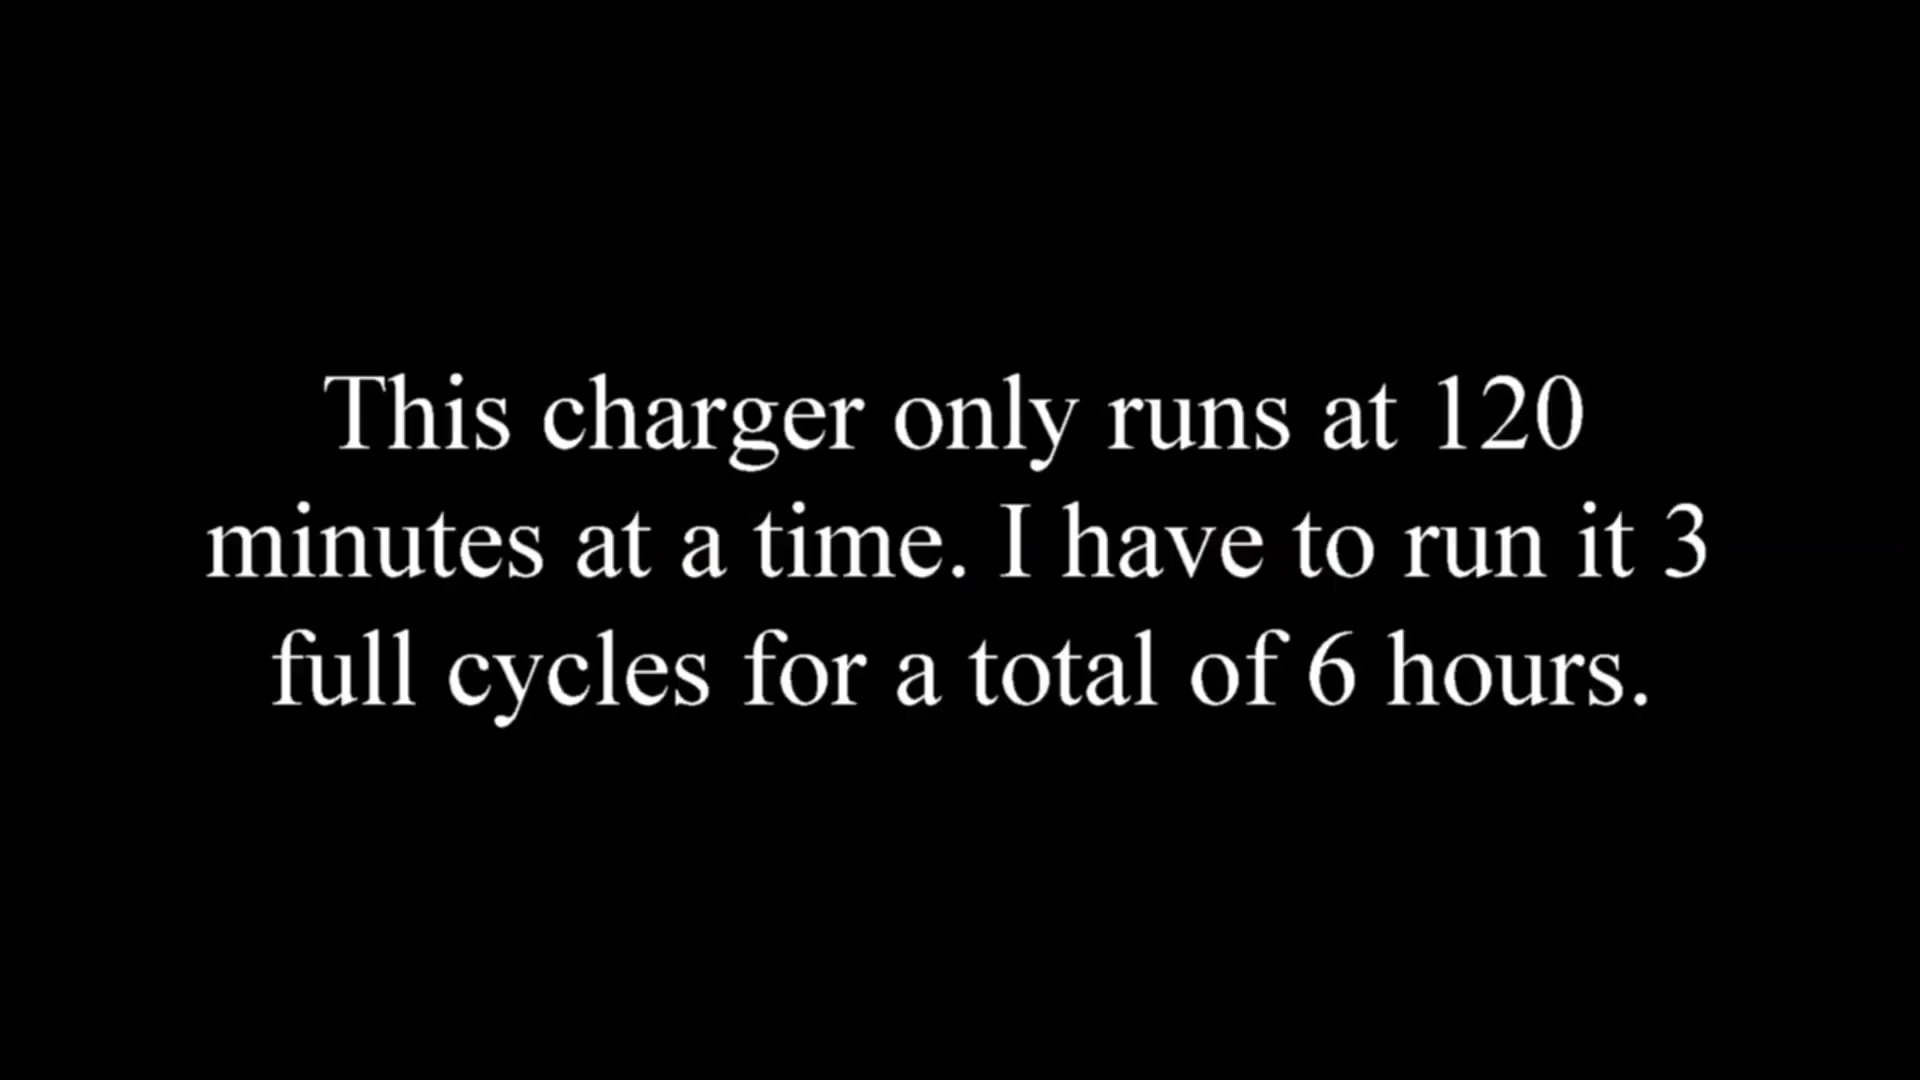 This charger only runs at 120
minutes at a time. I have to run it 3
full cycles for a total of 6 hours.